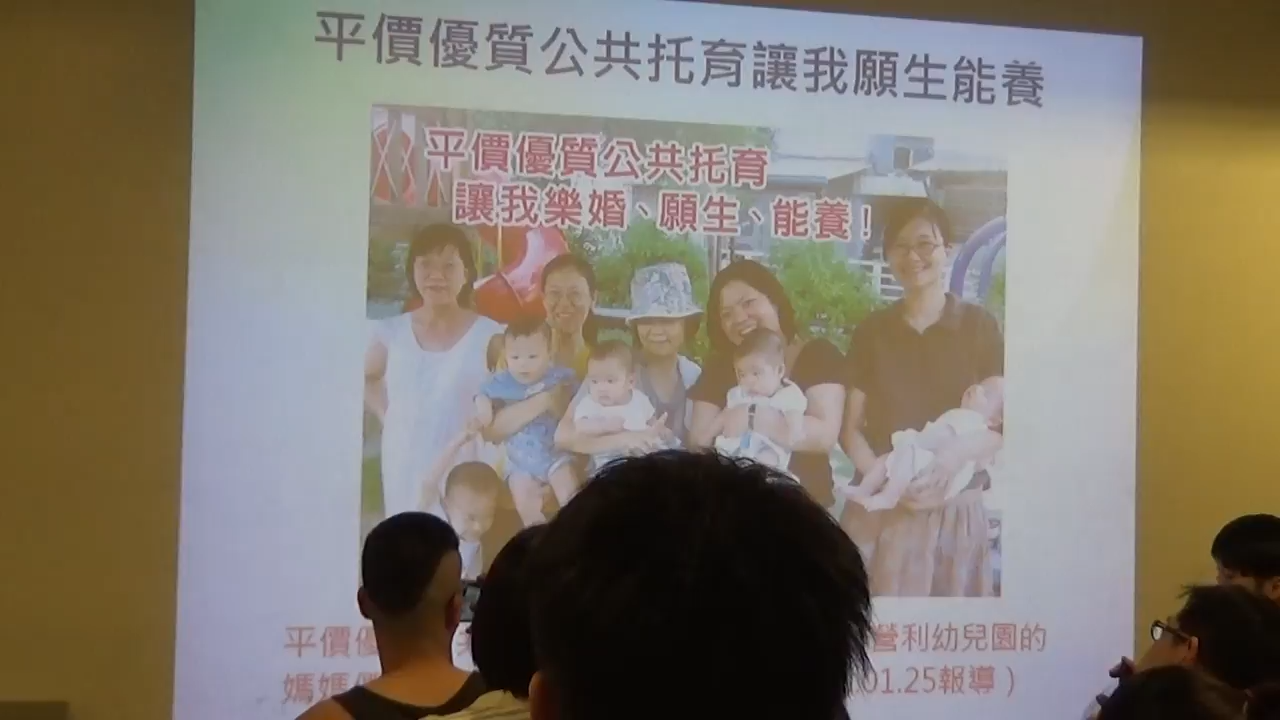 平價優質公共托育讓我願生能養
平價優質公共托育
讓我樂婚、願生、能養!
平價優 營利幼兒園的
媽媽們 01.25報導)